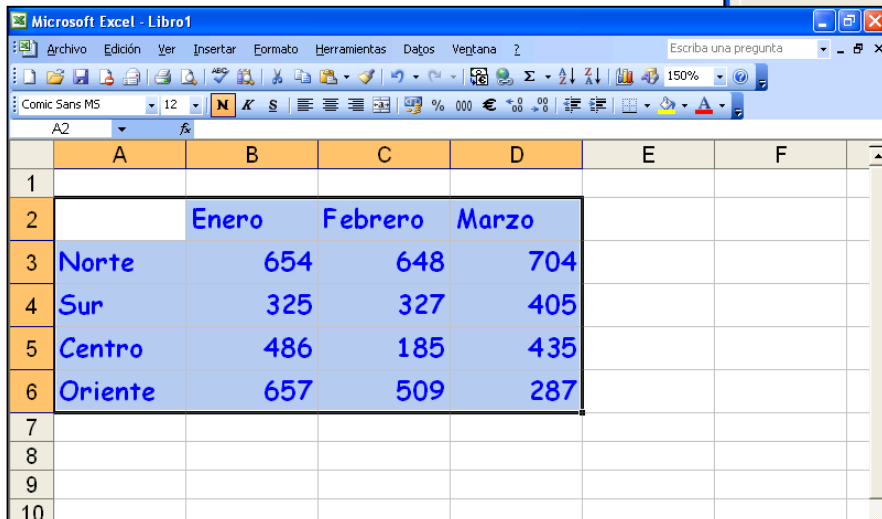 Microsoft Excel - Libro1
Archivo Edición Ver Insertar Formato Herramientas Datos Ventana ? Escriba una pregunta
150%
Comic Sans MS 12 N K S % 000 €
A2 fx
A B C D E F
1
2 Enero Febrero Marzo
3 Norte 654 648 704
4 Sur 325 327 405
5 Centro 486 185 435
6 Oriente 657 509 287
7
8
9
10